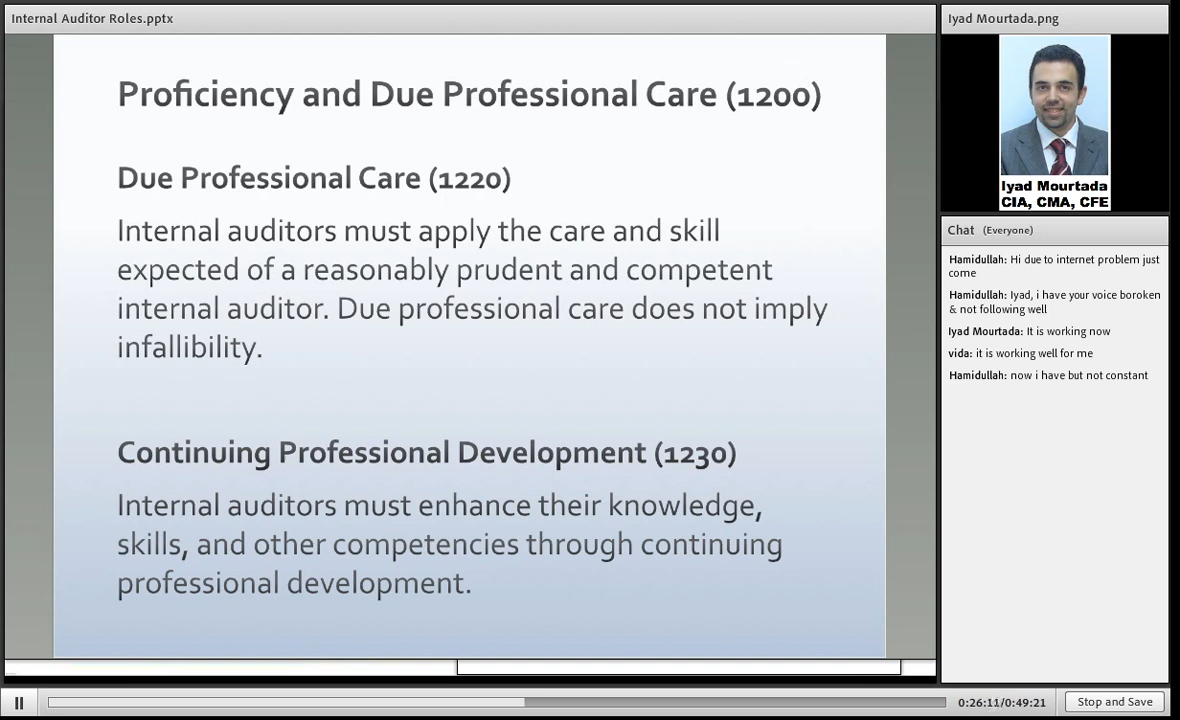 Internal Auditor Roles.pptx
Proficiency and Due Professional Care (1200)
Due Professional Care (1220)
Internal auditors must apply the care and skill
expected of a reasonably prudent and competent
internal auditor. Due professional care does not imply
infallibility.
Continuing Professional Development (1230)
Internal auditors must enhance their knowledge,
skills, and other competencies through continuing
professional development.
Iyad Mourtada.png
Iyad Mourtada
CIA, CMA, CFE
Chat (Everyone)
Hamidullah: Hi due to internet problem just
come
Hamidullah: Iyad, i have your voice boroken
& not following well
Iyad Mourtada: It is working now
vida: it is working well for me
Hamidullah: now i have but not constant
0:26:11/0:49:21
Stop and Save